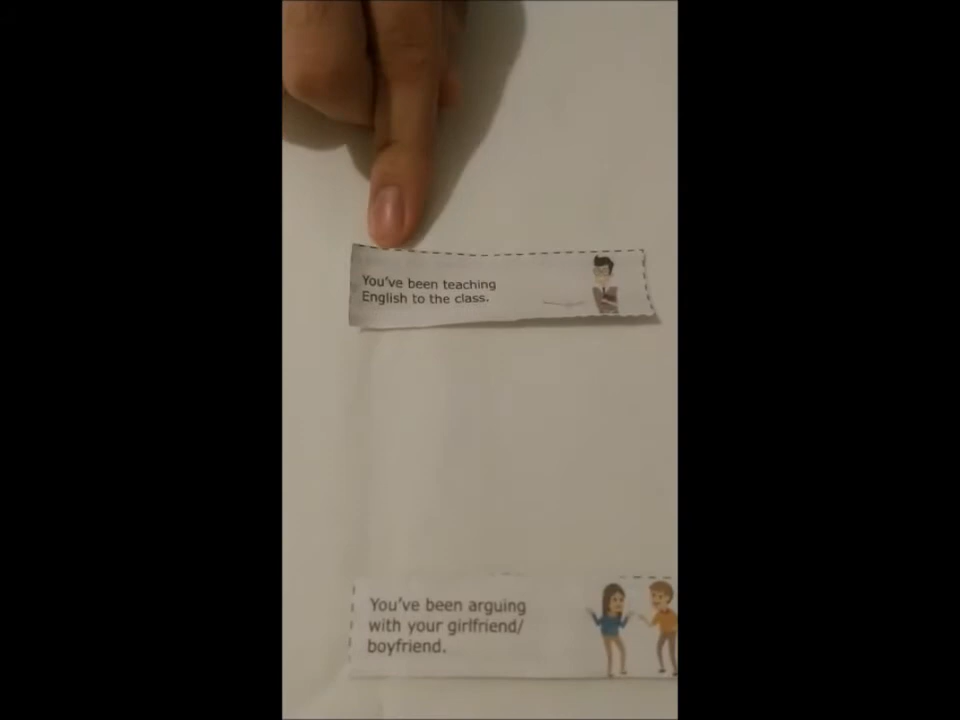 You've been teaching
English to the class.
You've been arguing
with your girlfriend/
boyfriend.